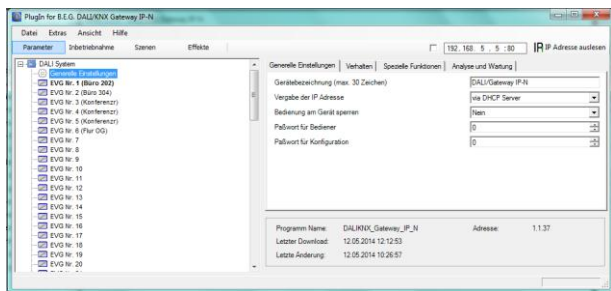 PlugIn for B.E.G. DALI/KNX Gateway IP-N
Datei Extras Ansicht Hilfe
Parameter Inbetriebnahme Szenen Effekte
192.168. 5 . 5 :80 IP Adresse auslesen
DALI System
Generelle Einstellungen
EVG Nr. 1 (Büro 202)
EVG Nr. 2 (Büro 304)
EVG Nr. 3 (Konferenzr)
EVG Nr. 4 (Konferenzr)
EVG Nr. 5 (Konferenzr)
EVG Nr. 6 (Flur OG)
EVG Nr. 7
EVG Nr. 8
EVG Nr. 9
EVG Nr. 10
EVG Nr. 11
EVG Nr. 12
EVG Nr. 13
EVG Nr. 14
EVG Nr. 15
EVG Nr. 16
EVG Nr. 17
EVG Nr. 18
EVG Nr. 19
EVG Nr. 20
Generelle Einstellungen Verhalten Spezielle Funktionen Analyse und Wartung
Gerätebezeichnung (max. 30 Zeichen) DALI/Gateway IP-N
Vergabe der IP Adresse via DHCP Server
Bedienung am Gerät sperren Nein
Paßwort für Bediener 0
Paßwort für Konfiguration 0
Programm Name: DALIKNX_Gateway_IP_N Adresse: 1.1.37
Letzter Download: 12.05.2014 12:12:53
Letzte Änderung: 12.05.2014 10:26:57